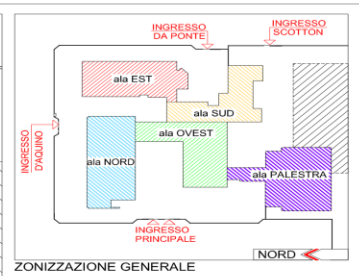 INGRESSO
DA PONTE
INGRESSO
SCOTTON
ala EST
ala SUD
ala OVEST
INGRESSO
D'AQUINO
ala NORD
ala PALESTRA
INGRESSO
PRINCIPALE
NORD
ZONIZZAZIONE GENERALE